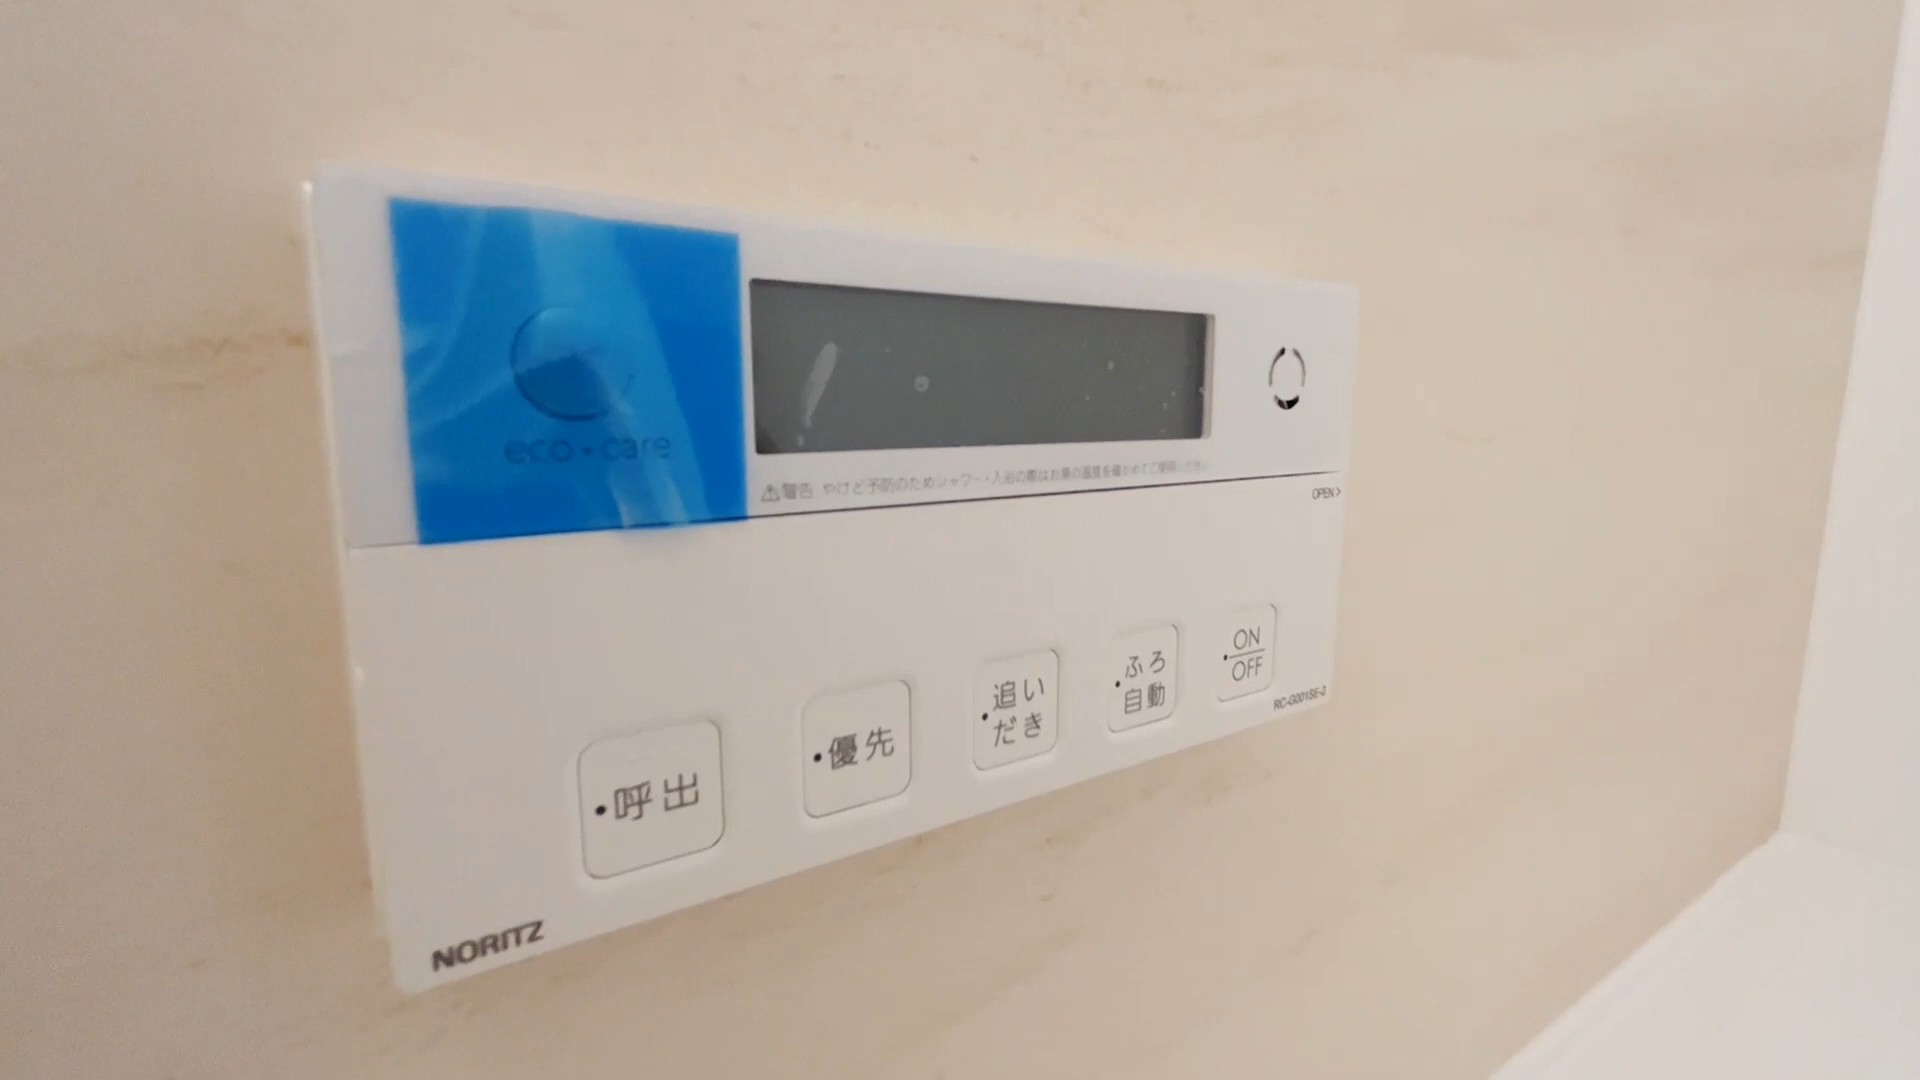 eco・care
⚠警告 やけど予防のためシャワー・入浴の際はお湯の温度を確かめてご使用ください
OPEN>
・呼出
・優先
・追い
だき
・ふろ
自動
・ON
OFF
RC-G001SE-2
NORITZ